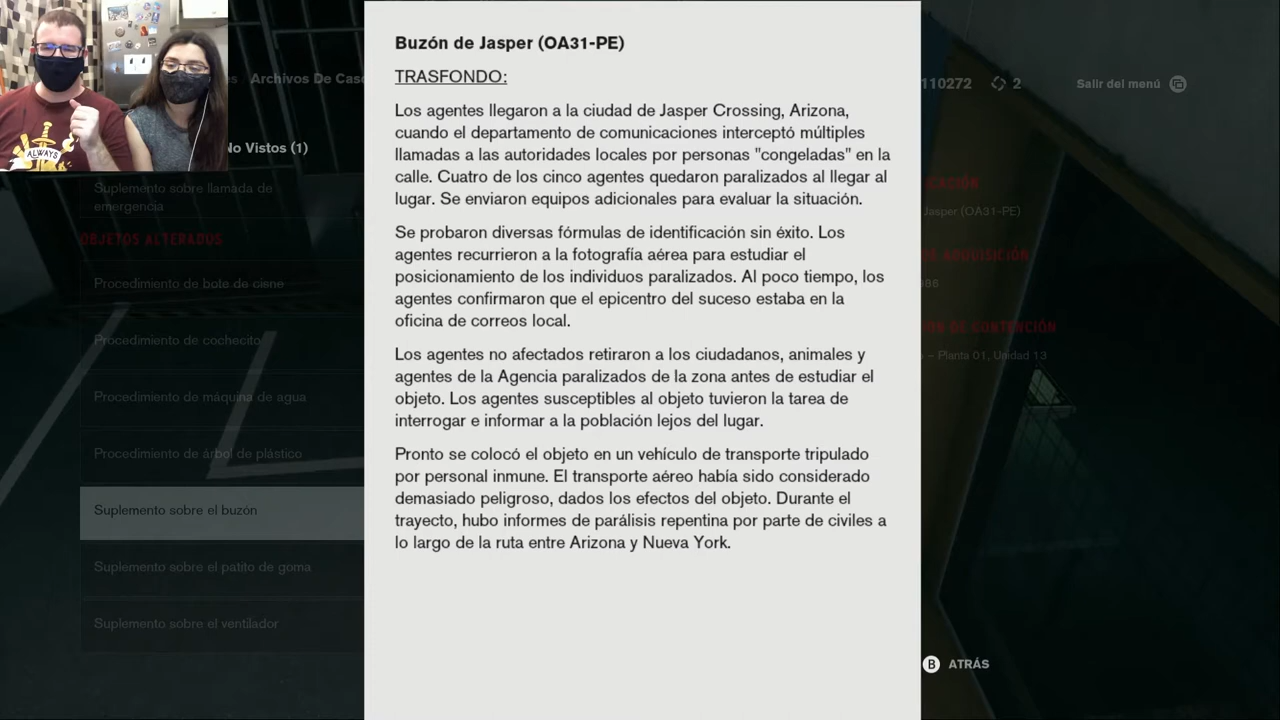 Buzón de Jasper (OA31-PE)
TRASFONDO:
Los agentes llegaron a la ciudad de Jasper Crossing, Arizona,
cuando el departamento de comunicaciones interceptó múltiples
llamadas a las autoridades locales por personas "congeladas" en la
calle. Cuatro de los cinco agentes quedaron paralizados al llegar al
lugar. Se enviaron equipos adicionales para evaluar la situación.
Se probaron diversas fórmulas de identificación sin éxito. Los
agentes recurrieron a la fotografía aérea para estudiar el
posicionamiento de los individuos paralizados. Al poco tiempo, los
agentes confirmaron que el epicentro del suceso estaba en la
oficina de correos local.
Los agentes no afectados retiraron a los ciudadanos, animales y
agentes de la Agencia paralizados de la zona antes de estudiar el
objeto. Los agentes susceptibles al objeto tuvieron la tarea de
interrogar e informar a la población lejos del lugar.
Pronto se colocó el objeto en un vehículo de transporte tripulado
por personal inmune. El transporte aéreo había sido considerado
demasiado peligroso, dados los efectos del objeto. Durante el
trayecto, hubo informes de parálisis repentina por parte de civiles a
lo largo de la ruta entre Arizona y Nueva York.
Archivos De Caso
No Vistos (1)
Suplemento sobre llamada de
emergencia
OBJETOS ALTERADOS
Procedimiento de bota de cisne
Procedimiento de cochecito
Procedimiento de máquina de agua
Procedimiento de árbol de plástico
Suplemento sobre el buzón
Suplemento sobre el patito de goma
Suplemento sobre el ventilador
ALWAYS
110272
2
Salir del menú
Jasper (OA31-PE)
– Planta 01, Unidad 13
B ATRÁS